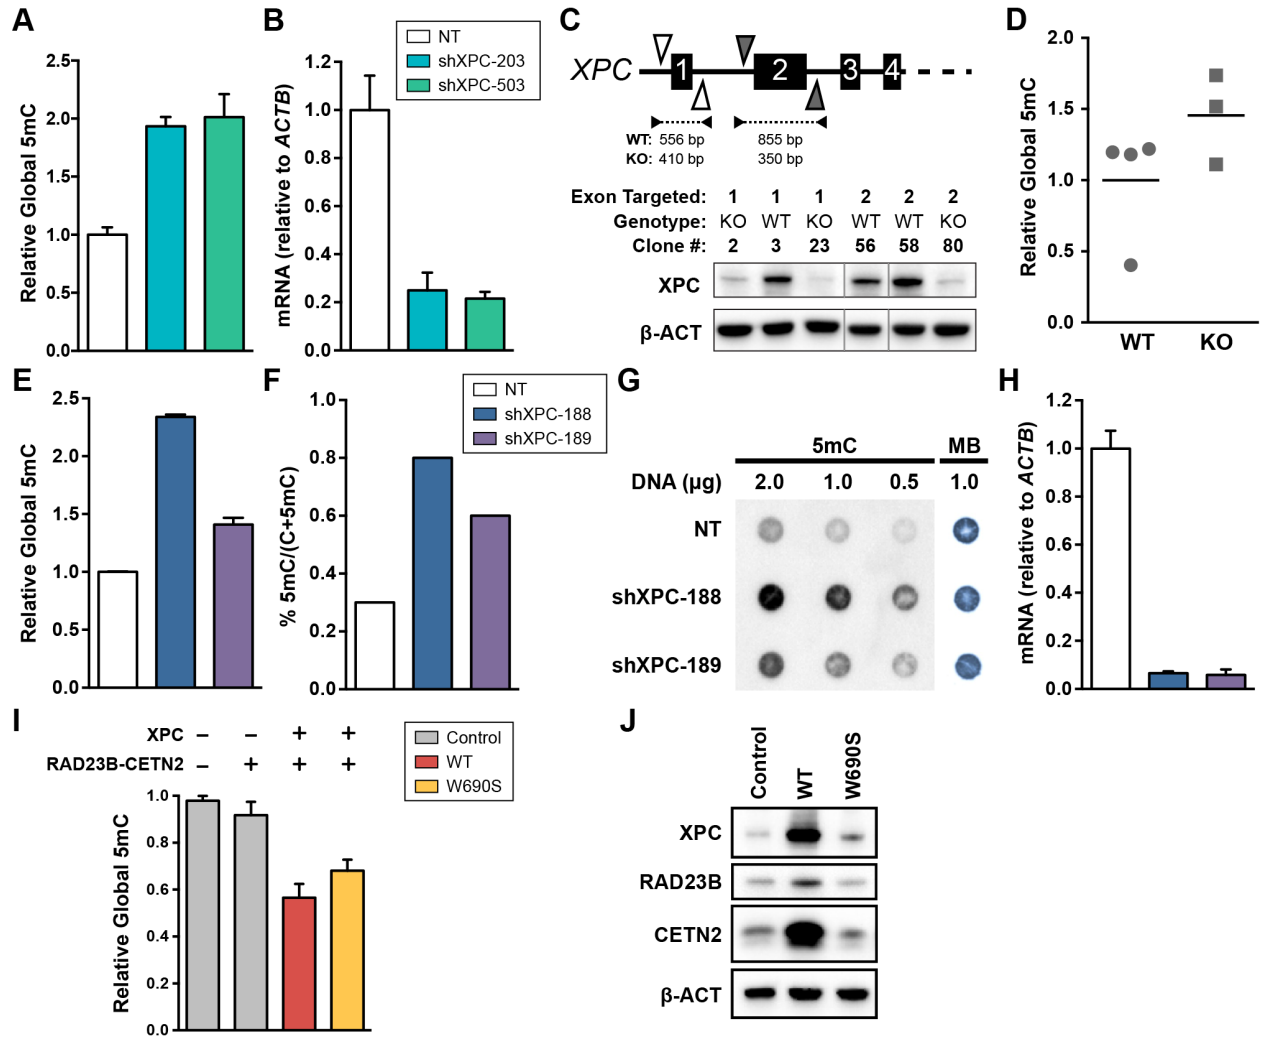 A
Relative Global 5mC
2.5
2.0
1.5
1.0
0.5
0.0
B
NT
shXPC-203
shXPC-503
mRNA (relative to ACTB)
1.2
1.0
0.8
0.6
0.4
0.2
0.0
C
XPC
1
2
3
4
WT: 556 bp 855 bp
KO: 410 bp 350 bp
Exon Targeted: 1 1 1 2 2 2
Genotype: KO WT KO WT WT KO
Clone #: 2 3 23 56 58 80
XPC
β-ACT
D
Relative Global 5mC
2.0
1.5
1.0
0.5
0.0
WT KO
E
Relative Global 5mC
2.5
2.0
1.5
1.0
0.5
0.0
F
NT
shXPC-188
shXPC-189
% 5mC/(C+5mC)
1.0
0.8
0.6
0.4
0.2
0.0
G
5mC MB
DNA (µg) 2.0 1.0 0.5 1.0
NT
shXPC-188
shXPC-189
H
mRNA (relative to ACTB)
1.2
1.0
0.8
0.6
0.4
0.2
0.0
I
XPC – – + +
RAD23B-CETN2 – + + +
Control
WT
W690S
Relative Global 5mC
1.0
0.8
0.6
0.4
0.2
0.0
J
Control
WT
W690S
XPC
RAD23B
CETN2
β-ACT